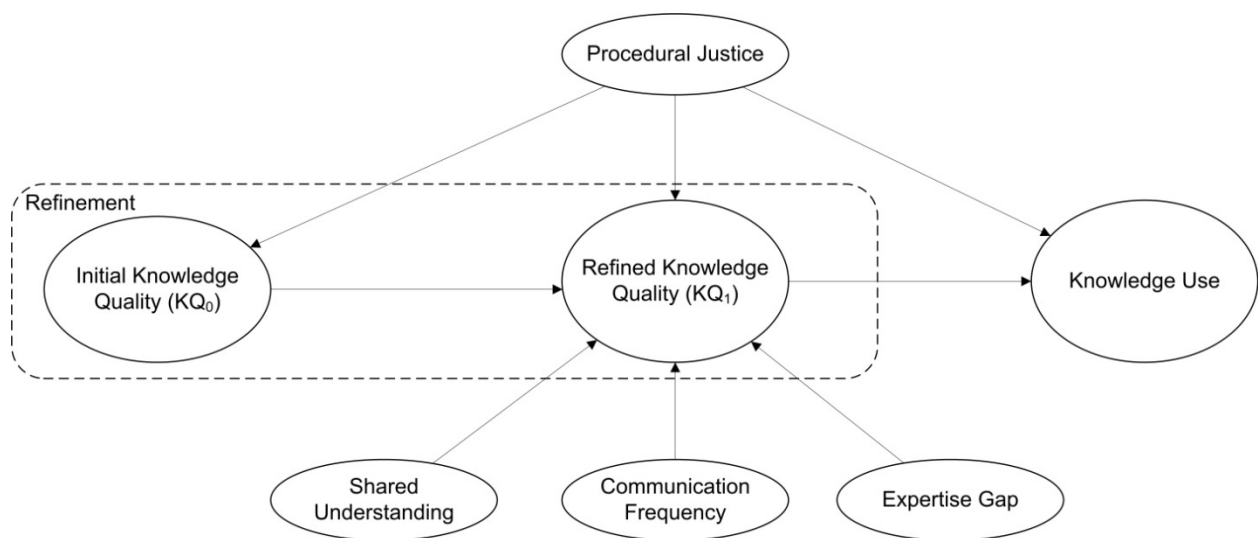 Procedural Justice
Refinement
Initial Knowledge
Quality (KQ₀)
Refined Knowledge
Quality (KQ₁)
Knowledge Use
Shared
Understanding
Communication
Frequency
Expertise Gap